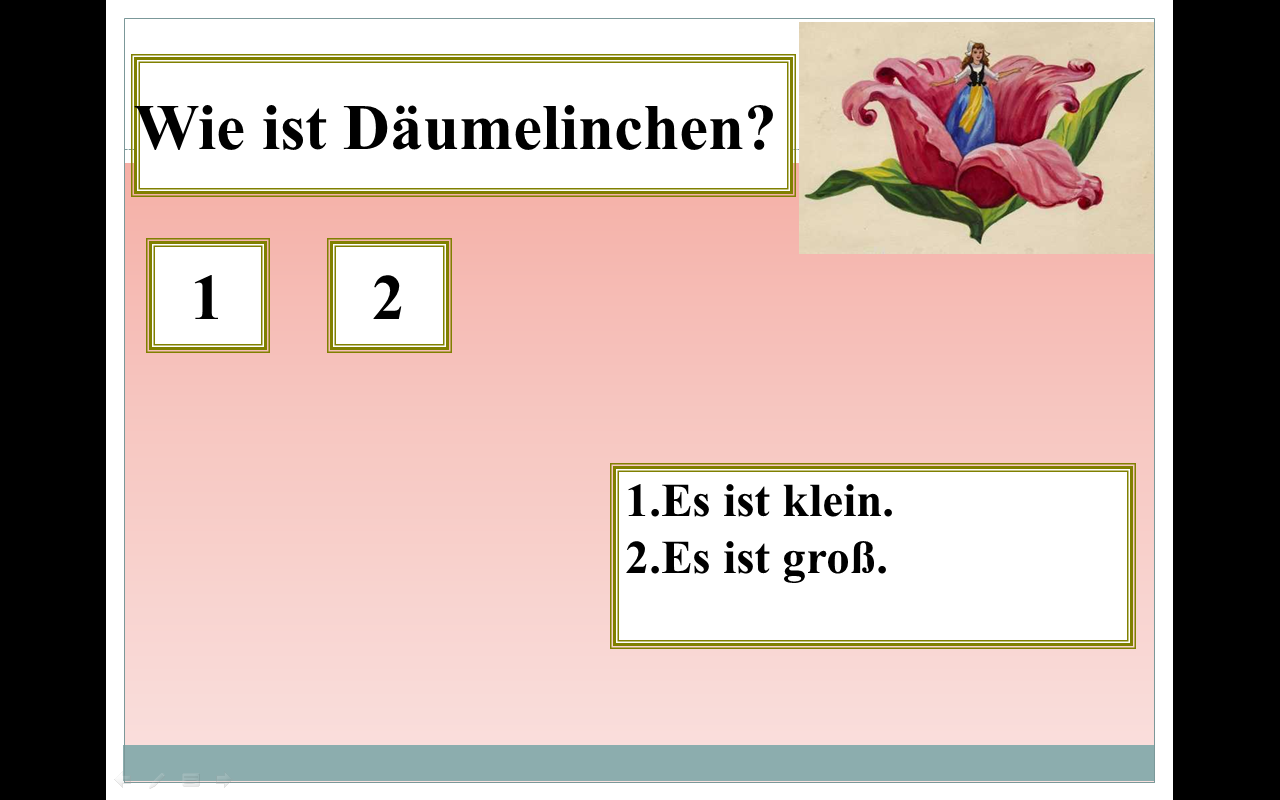 Wie ist Däumelinchen?
1
2
1.Es ist klein.
2.Es ist groß.